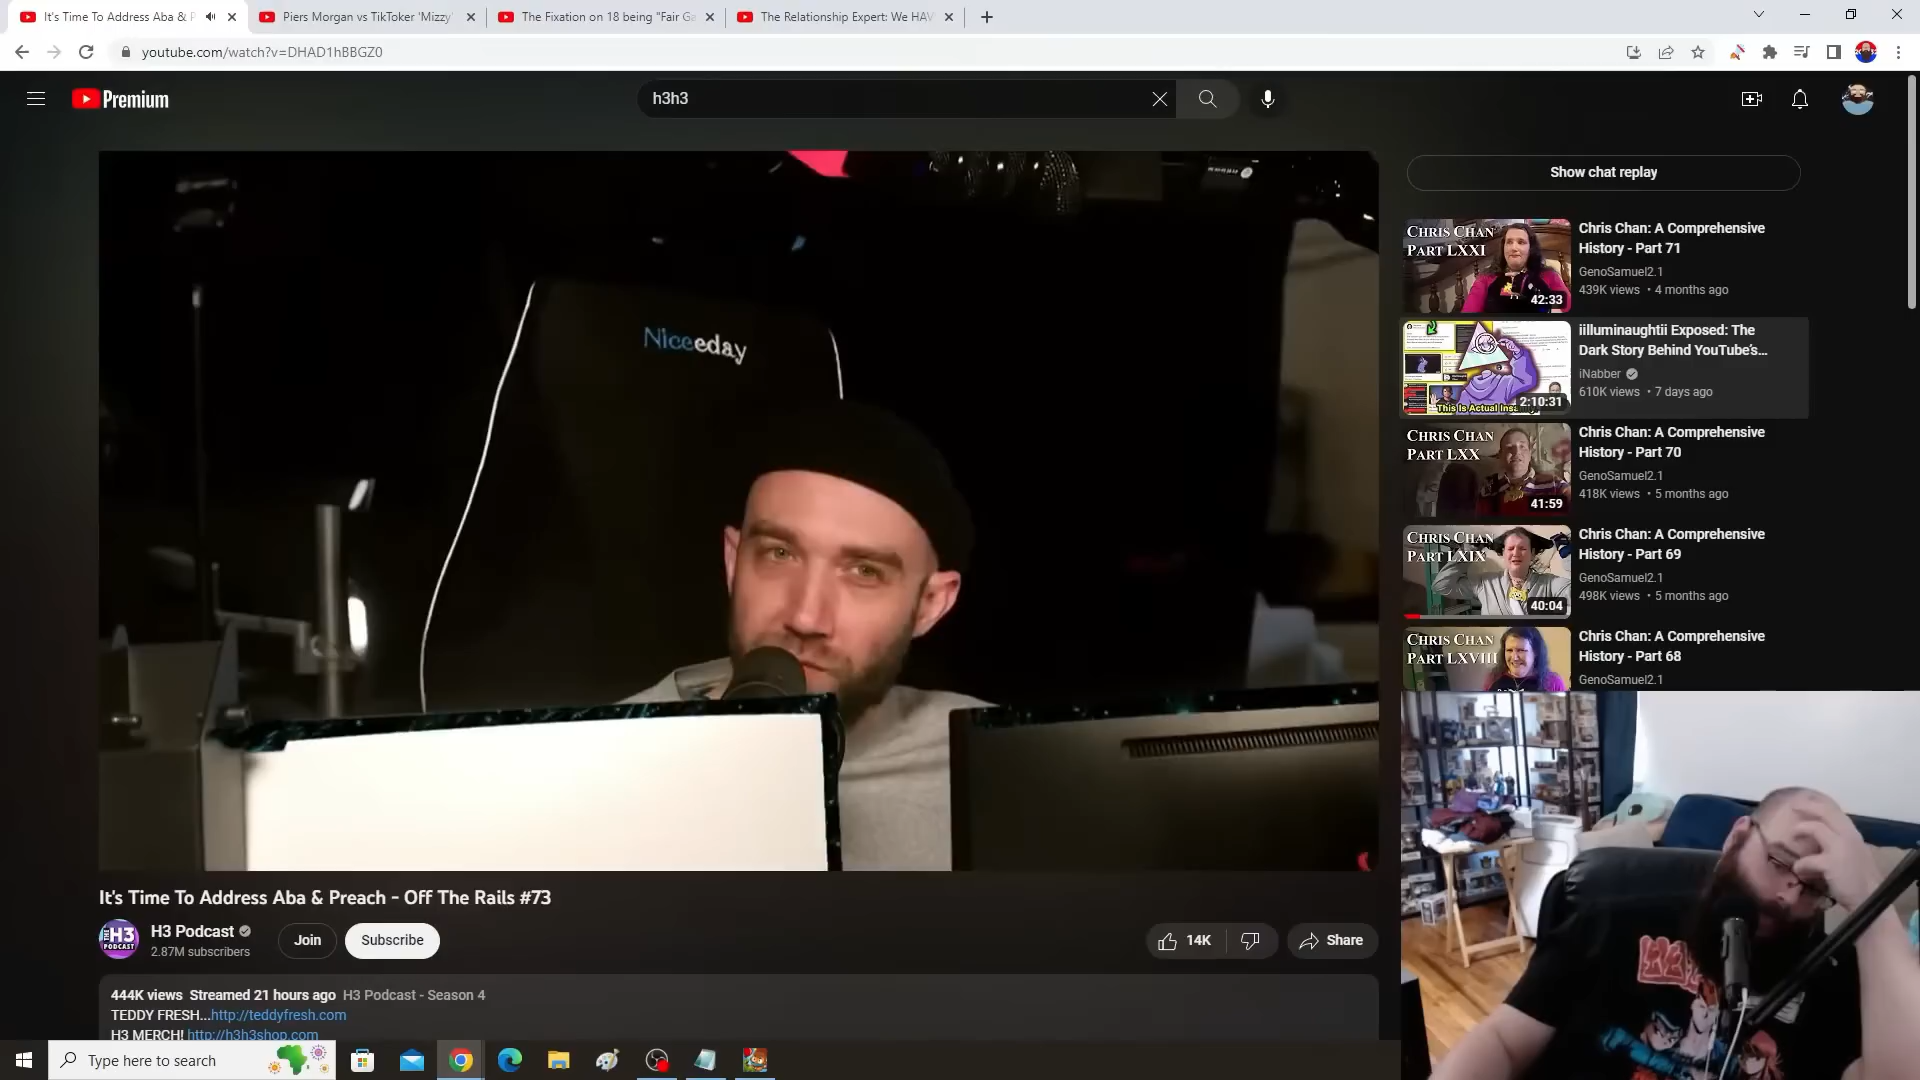 It's Time To Address Aba & P
Piers Morgan vs TikToker 'Mizzy'
The Fixation on 18 being "Fair Ga
The Relationship Expert: We HAV
youtube.com/watch?v=DHAD1hBBGZ0
Premium
h3h3
Show chat replay
Niceeday
CHRIS CHAN
PART LXXI
42:33
Chris Chan: A Comprehensive
History - Part 71
GenoSamuel2.1
439K views • 4 months ago
This Is Actual Insa
2:10:31
iilluminaughtii Exposed: The
Dark Story Behind YouTube's...
iNabber
610K views • 7 days ago
CHRIS CHAN
PART LXX
41:59
Chris Chan: A Comprehensive
History - Part 70
GenoSamuel2.1
418K views • 5 months ago
CHRIS CHAN
PART LXIX
40:04
Chris Chan: A Comprehensive
History - Part 69
GenoSamuel2.1
498K views • 5 months ago
CHRIS CHAN
PART LXVIII
Chris Chan: A Comprehensive
History - Part 68
GenoSamuel2.1
It's Time To Address Aba & Preach - Off The Rails #73
THE
H3
PODCAST
H3 Podcast
2.87M subscribers
Join
Subscribe
14K
Share
444K views Streamed 21 hours ago H3 Podcast - Season 4
TEDDY FRESH...http://teddyfresh.com
H3 MERCH! http://h3h3shop.com
Type here to search